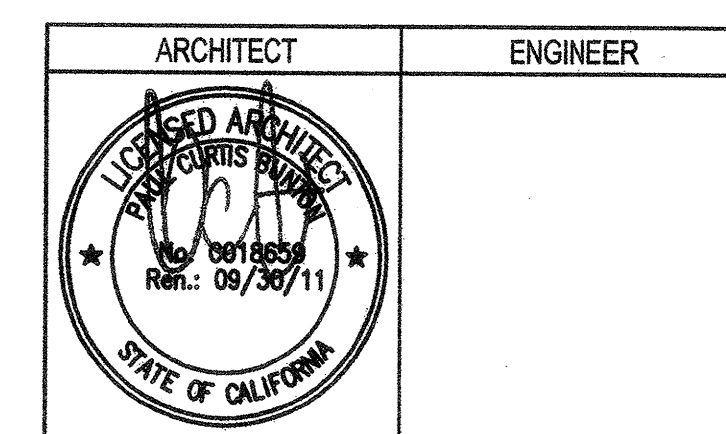 ARCHITECT
ENGINEER
LICENSED ARCHITECT
PAUL CURTIS BUNTON
No. C018659
Ren.: 09/30/11
STATE OF CALIFORNIA